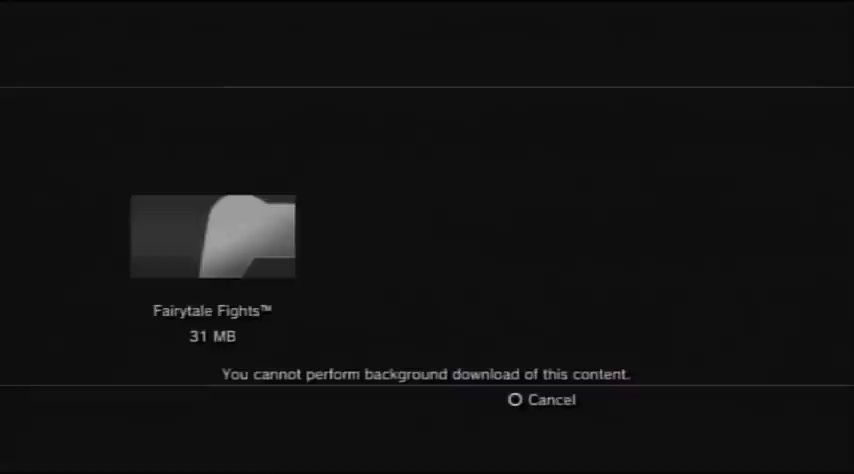 Fairytale Fights™
31 MB
You cannot perform background download of this content.
Cancel